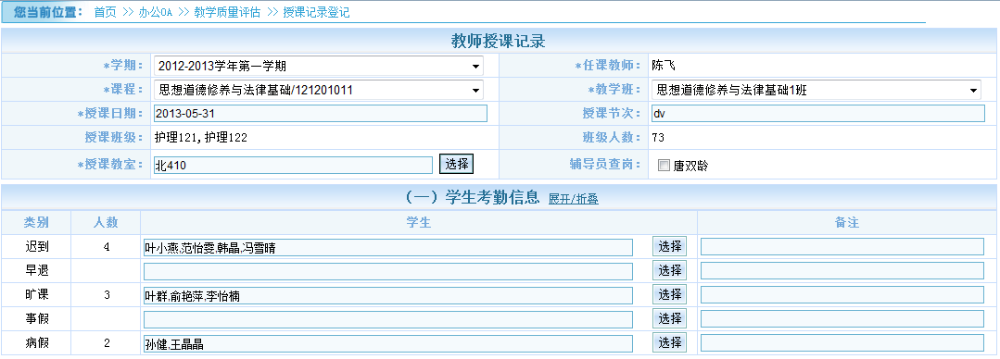 您当前位置： 首页 >> 办公OA >> 教学质量评估 >> 授课记录登记
教师授课记录
*学期： 2012-2013学年第一学期 *任课教师： 陈飞
*课程： 思想道德修养与法律基础/121201011 *教学班： 思想道德修养与法律基础1班
*授课日期： 2013-05-31 授课节次： dv
授课班级： 护理121,护理122 班级人数： 73
*授课教室： 北410 选择 辅导员查岗： 唐双龄
（一）学生考勤信息 展开/折叠
类别 人数 学生 备注
迟到 4 叶小燕,范怡雯,韩晶,冯雪晴 选择
早退 选择
旷课 3 叶群,俞艳萍,李怡楠 选择
事假 选择
病假 2 孙健,王晶晶 选择